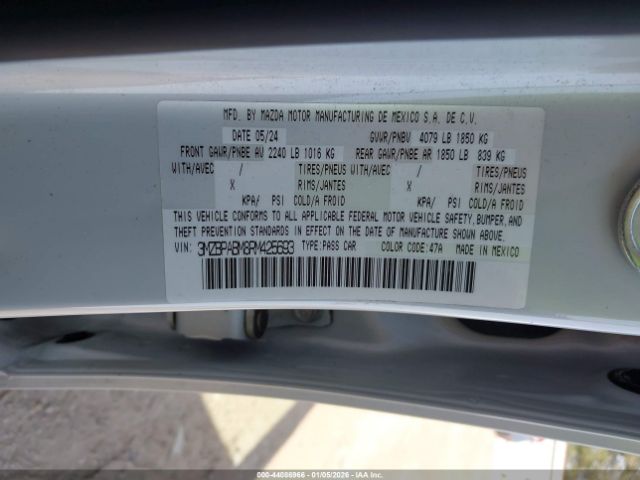 MFD. BY MAZDA MOTOR MANUFACTURING DE MEXICO S.A. DE C.V.
DATE 05/24 GVWR/PNBV 4079 LB 1850 KG
FRONT GAWR/PNBE AV 2240 LB 1016 KG REAR GAWR/PNBE AR 1850 LB 839 KG
WITH/AVEC / TIRES/PNEUS WITH/AVEC / TIRES/PNEUS
X RIMS/JANTES X RIMS/JANTES
KPA/ PSI COLD/A FROID KPA/ PSI COLD/A FROID
THIS VEHICLE CONFORMS TO ALL APPLICABLE FEDERAL MOTOR VEHICLE SAFETY, BUMPER, AND
THEFT PREVENTION STANDARDS IN EFFECT ON THE DATE OF MANUFACTURE SHOWN ABOVE.
VIN: 3MZBPABM8RM425693 TYPE: PASS CAR COLOR CODE: 47A MADE IN MEXICO
000-44086966 - 01/05/2026 - IAA Inc.